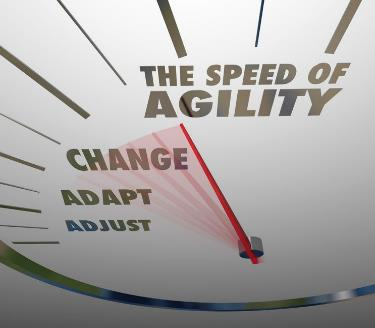 THE SPEED OF
AGILITY
CHANGE
ADAPT
ADJUST